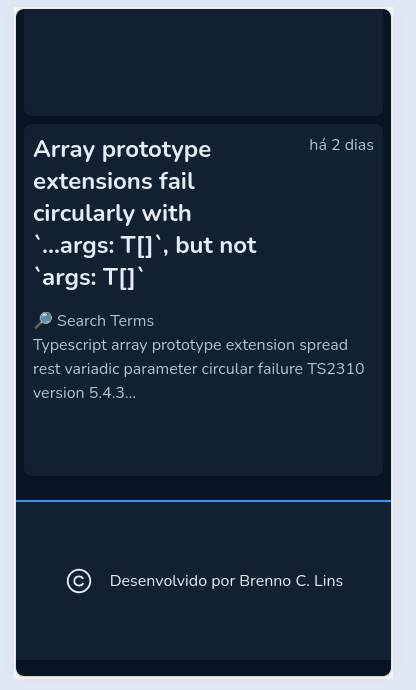 Array prototype
há 2 dias
extensions fail
circularly with
`...args: T[]`, but not
`args: T[]`
🔎 Search Terms
Typescript array prototype extension spread
rest variadic parameter circular failure TS2310
version 5.4.3...
© Desenvolvido por Brenno C. Lins